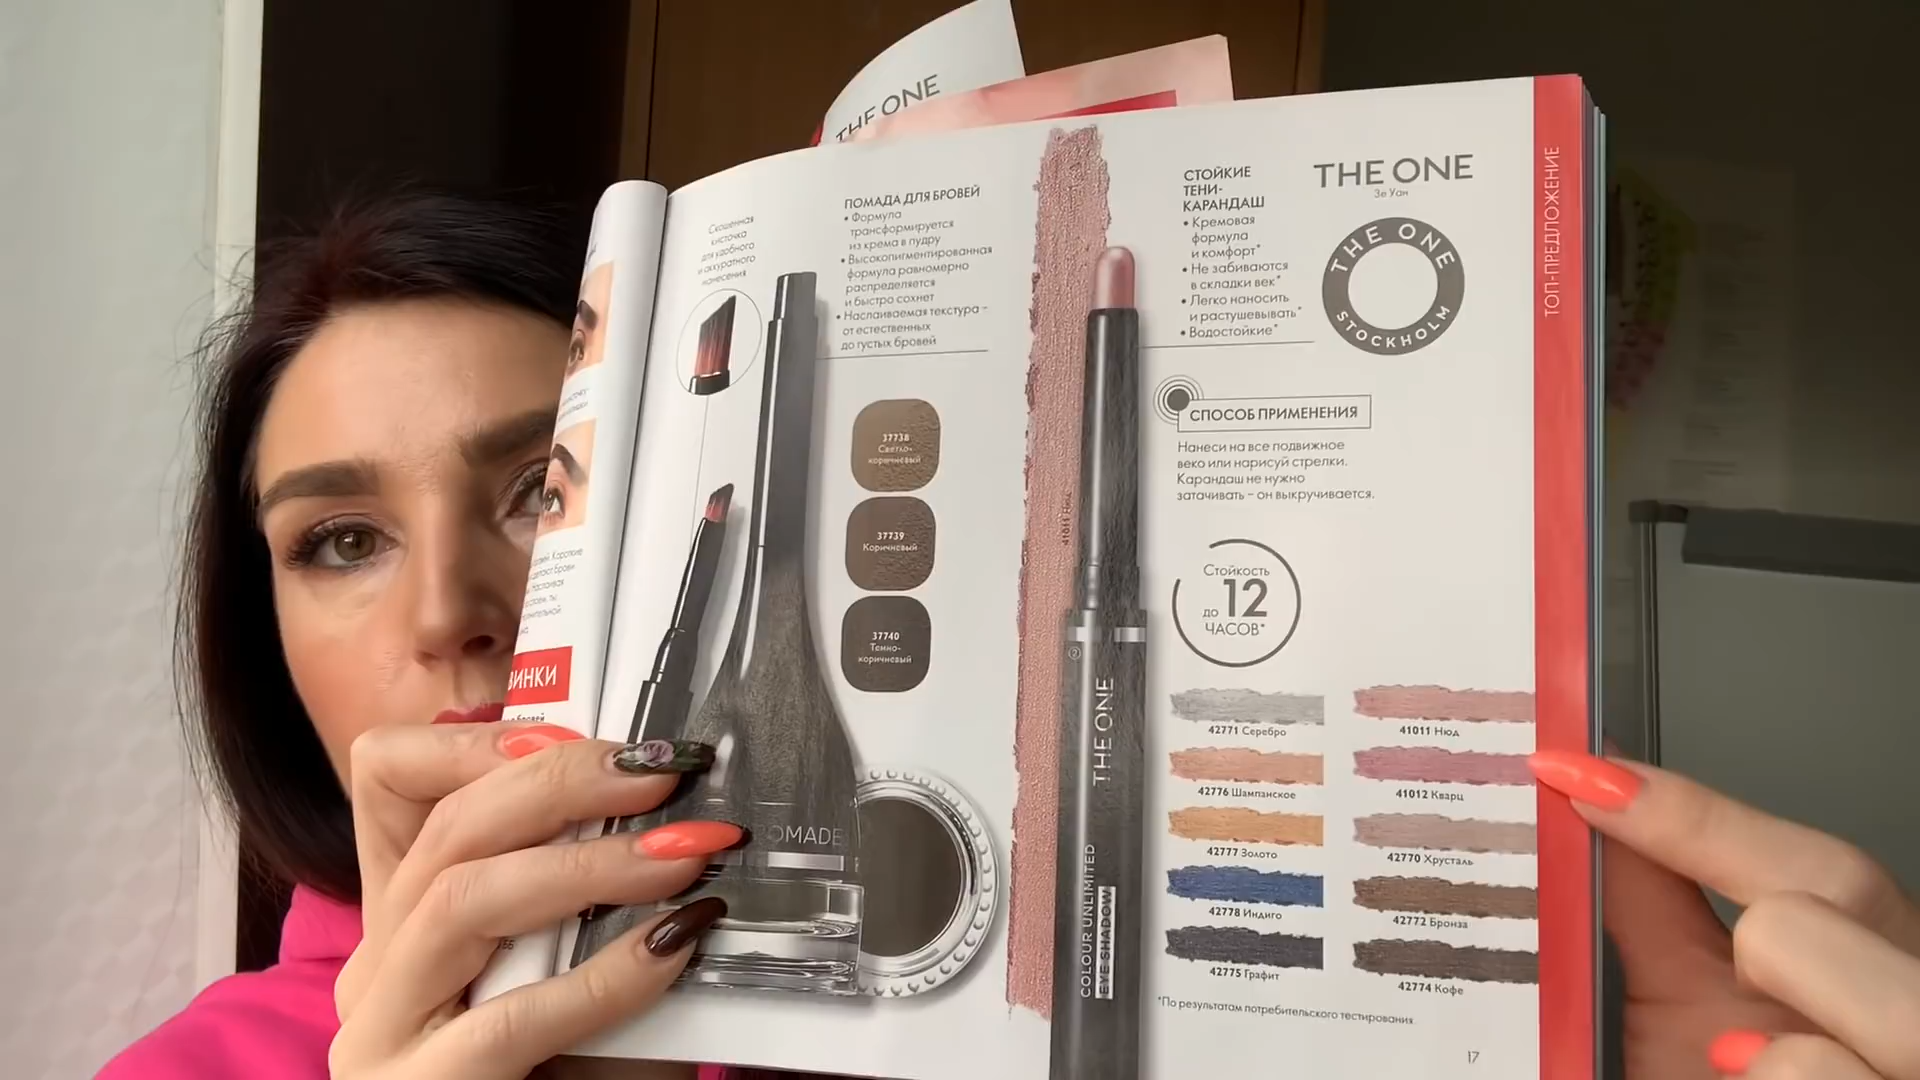 THE ONE
Скошенная
кисточка
для удобного
и аккуратного
нанесения
ПОМАДА ДЛЯ БРОВЕЙ
• Формула
трансформируется
из крема в пудру
• Высокопигментированная
формула равномерно
распределяется
и быстро сохнет
• Наслаиваемая текстура –
от естественных
до густых бровей
37738
Светло-
коричневый
37739
Коричневый
37740
Темно-
коричневый
ВИНКИ
OMADE
41011 Нюд
THE ONE
COLOUR UNLIMITED
EYE SHADOW
СТОЙКИЕ
ТЕНИ-
КАРАНДАШ
• Кремовая
формула
и комфорт*
• Не забиваются
в складки век*
• Легко наносить
и растушевывать*
• Водостойкие*
THE ONE
Зе Уан
THE ONE
STOCKHOLM
СПОСОБ ПРИМЕНЕНИЯ
Нанеси на все подвижное
веко или нарисуй стрелки.
Карандаш не нужно
затачивать – он выкручивается.
Стойкость
до 12
ЧАСОВ*
42771 Серебро
41011 Нюд
42776 Шампанское
41012 Кварц
42777 Золото
42770 Хрусталь
42778 Индиго
42772 Бронза
42775 Графит
42774 Кофе
*По результатам потребительского тестирования
17
ТОП-ПРЕДЛОЖЕНИЕ